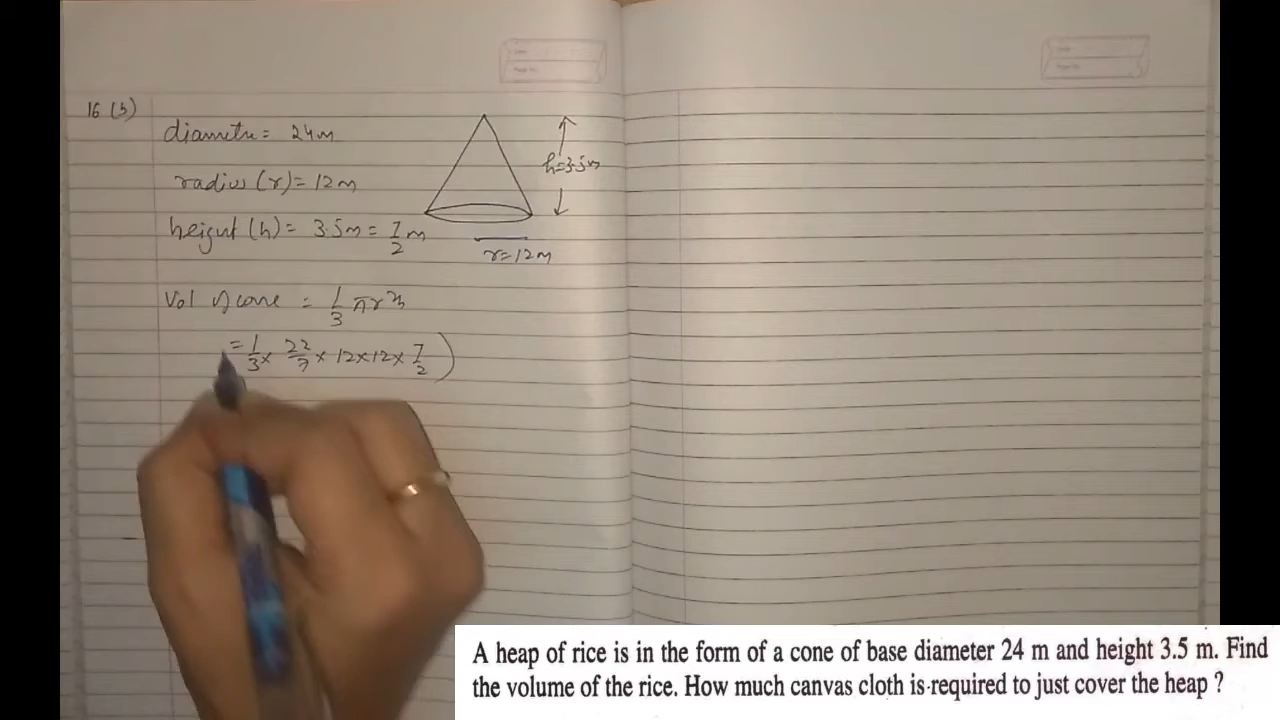 16 (b)
diameter = 24m
radius (r) = 12m
height (h) = 3.5m = 7/2 m
h=3.5m
r=12m
Vol of cone = 1/3 πr²h
= 1/3 × 22/7 × 12×12× 7/2 )
A heap of rice is in the form of a cone of base diameter 24 m and height 3.5 m. Find
the volume of the rice. How much canvas cloth is required to just cover the heap ?